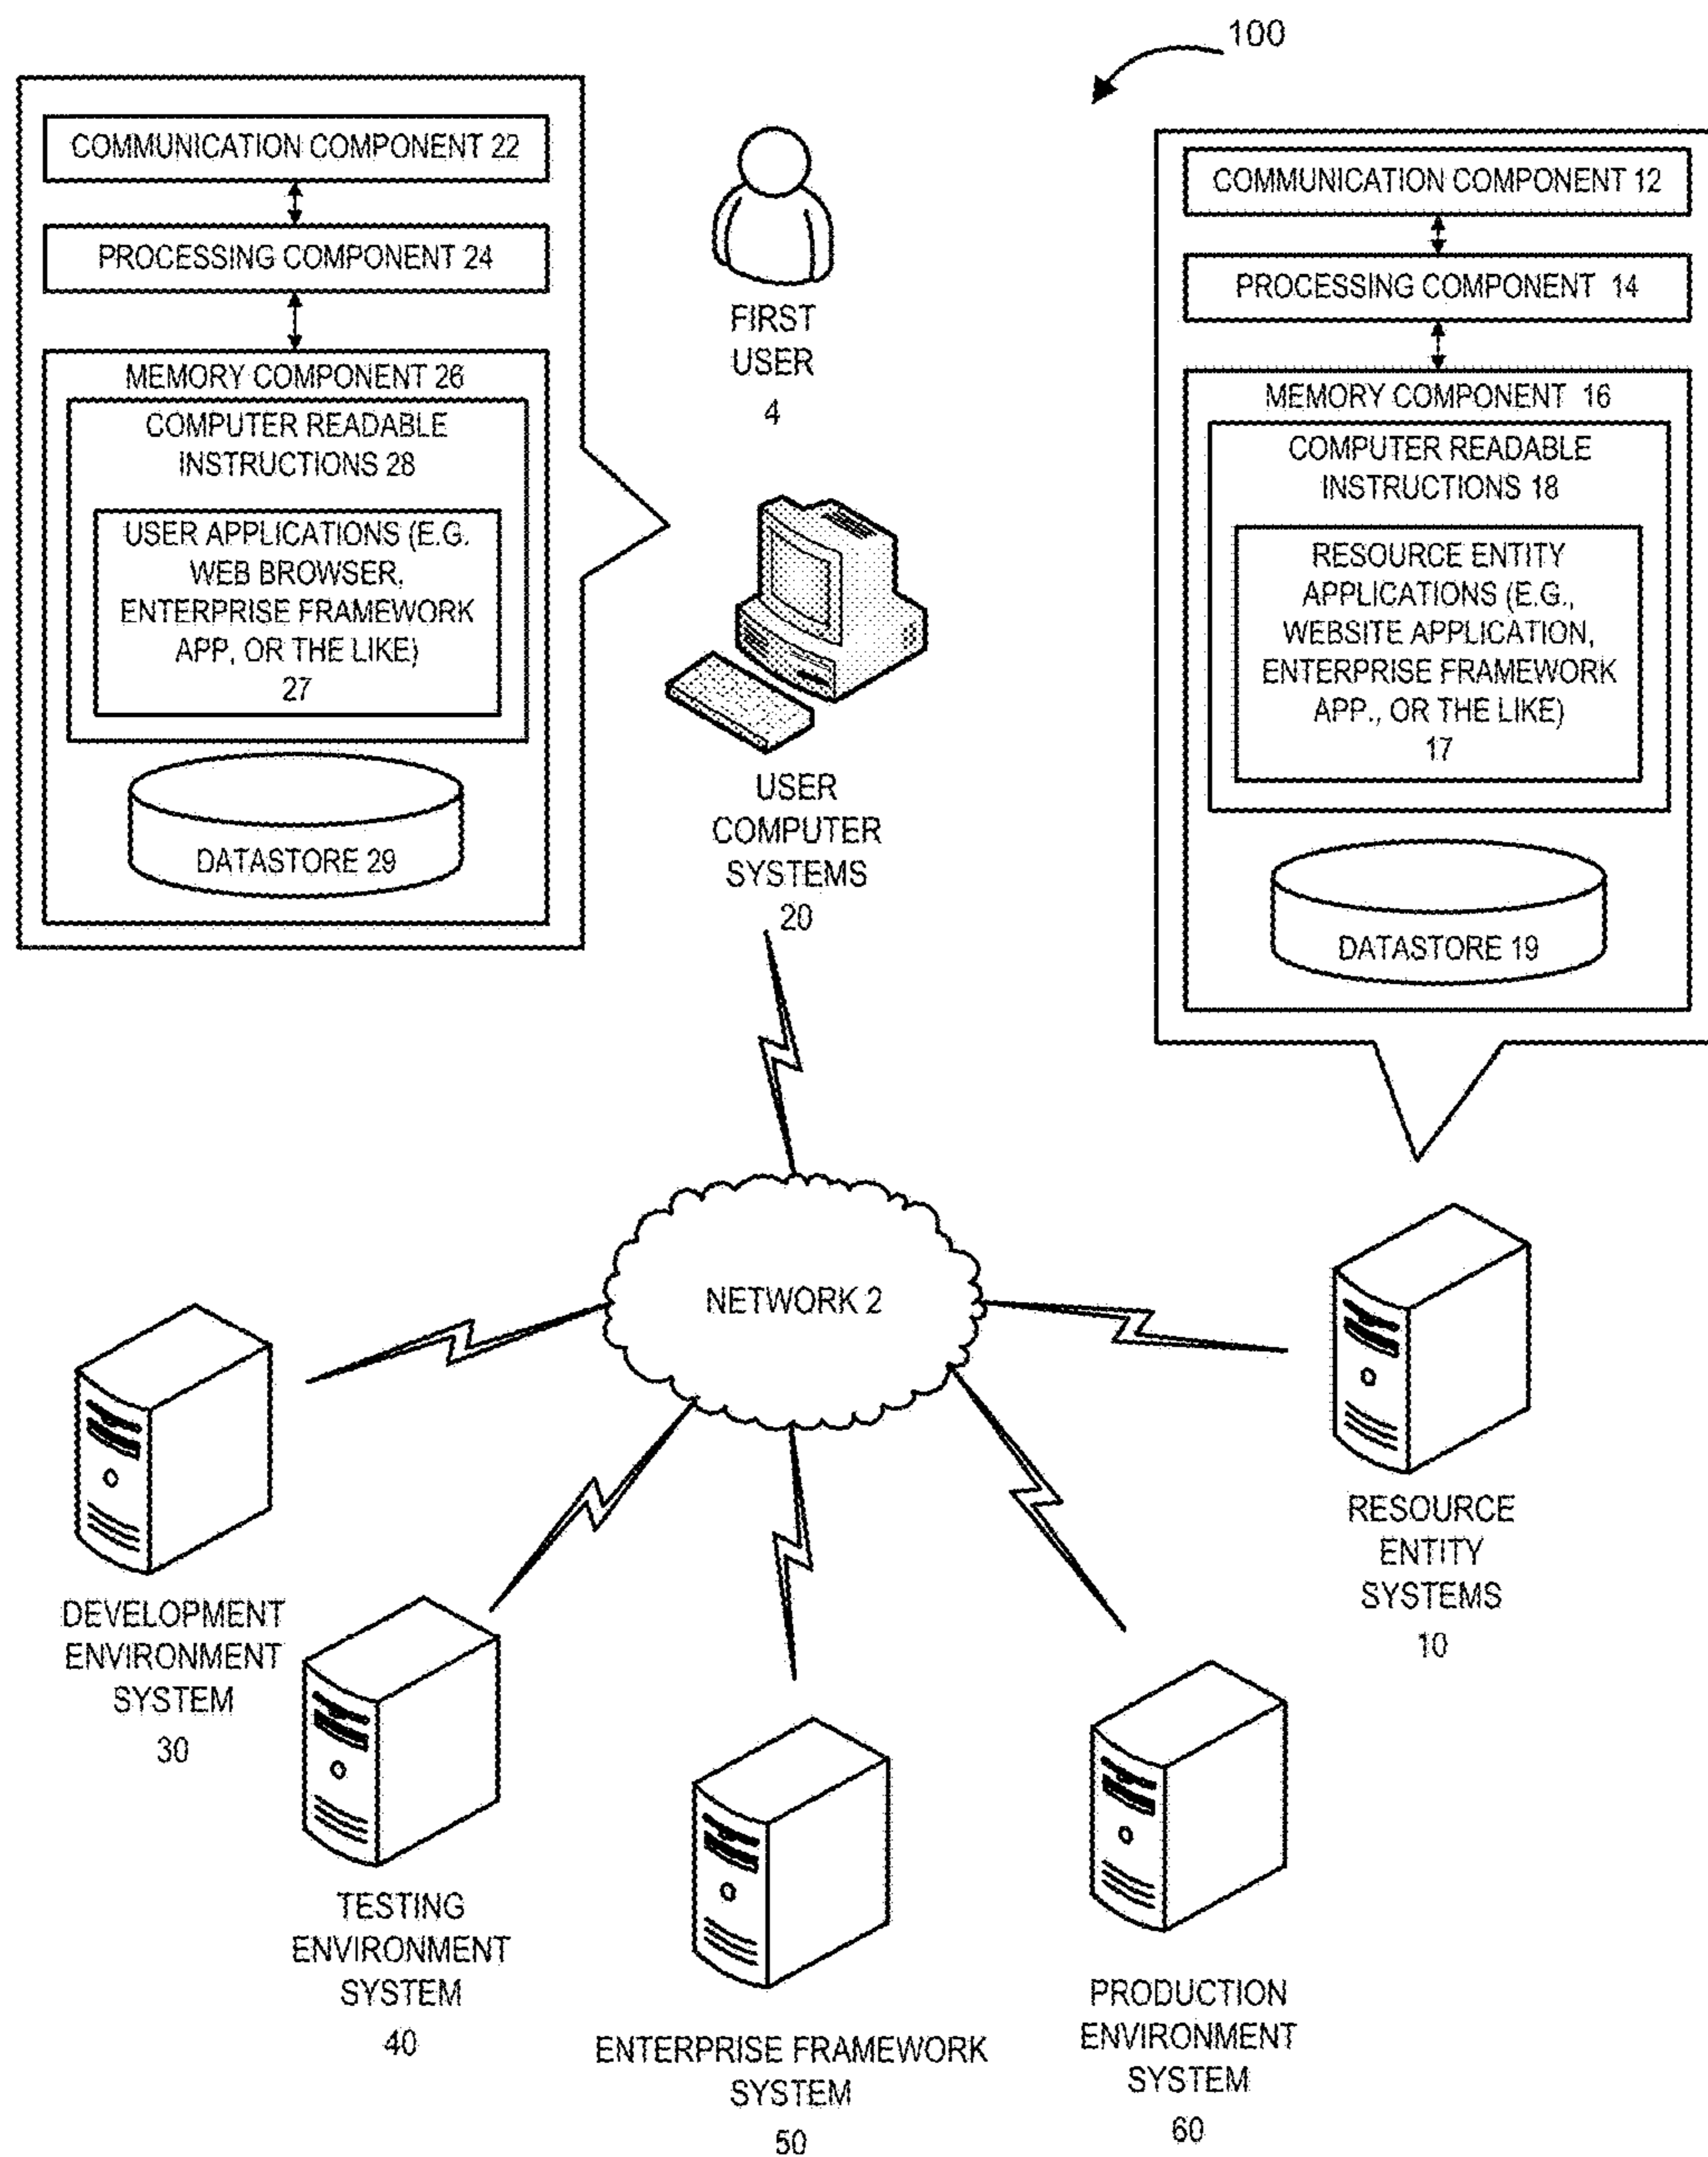 100
COMMUNICATION COMPONENT 22
PROCESSING COMPONENT 24
MEMORY COMPONENT 26
COMPUTER READABLE
INSTRUCTIONS 28
USER APPLICATIONS (E.G.
WEB BROWSER,
ENTERPRISE FRAMEWORK
APP, OR THE LIKE)
27
DATASTORE 29
FIRST
USER
4
USER
COMPUTER
SYSTEMS
20
COMMUNICATION COMPONENT 12
PROCESSING COMPONENT 14
MEMORY COMPONENT 16
COMPUTER READABLE
INSTRUCTIONS 18
RESOURCE ENTITY
APPLICATIONS (E.G.,
WEBSITE APPLICATION,
ENTERPRISE FRAMEWORK
APP., OR THE LIKE)
17
DATASTORE 19
NETWORK 2
RESOURCE
ENTITY
SYSTEMS
10
DEVELOPMENT
ENVIRONMENT
SYSTEM
30
TESTING
ENVIRONMENT
SYSTEM
40
ENTERPRISE FRAMEWORK
SYSTEM
50
PRODUCTION
ENVIRONMENT
SYSTEM
60